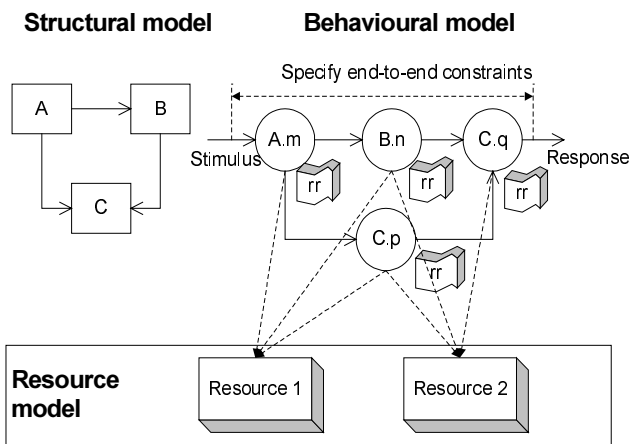 Structural model
Behavioural model
Specify end-to-end constraints
A
B
C
Stimulus
A.m
B.n
C.q
Response
rr
rr
rr
C.p
rr
Resource
model
Resource 1
Resource 2